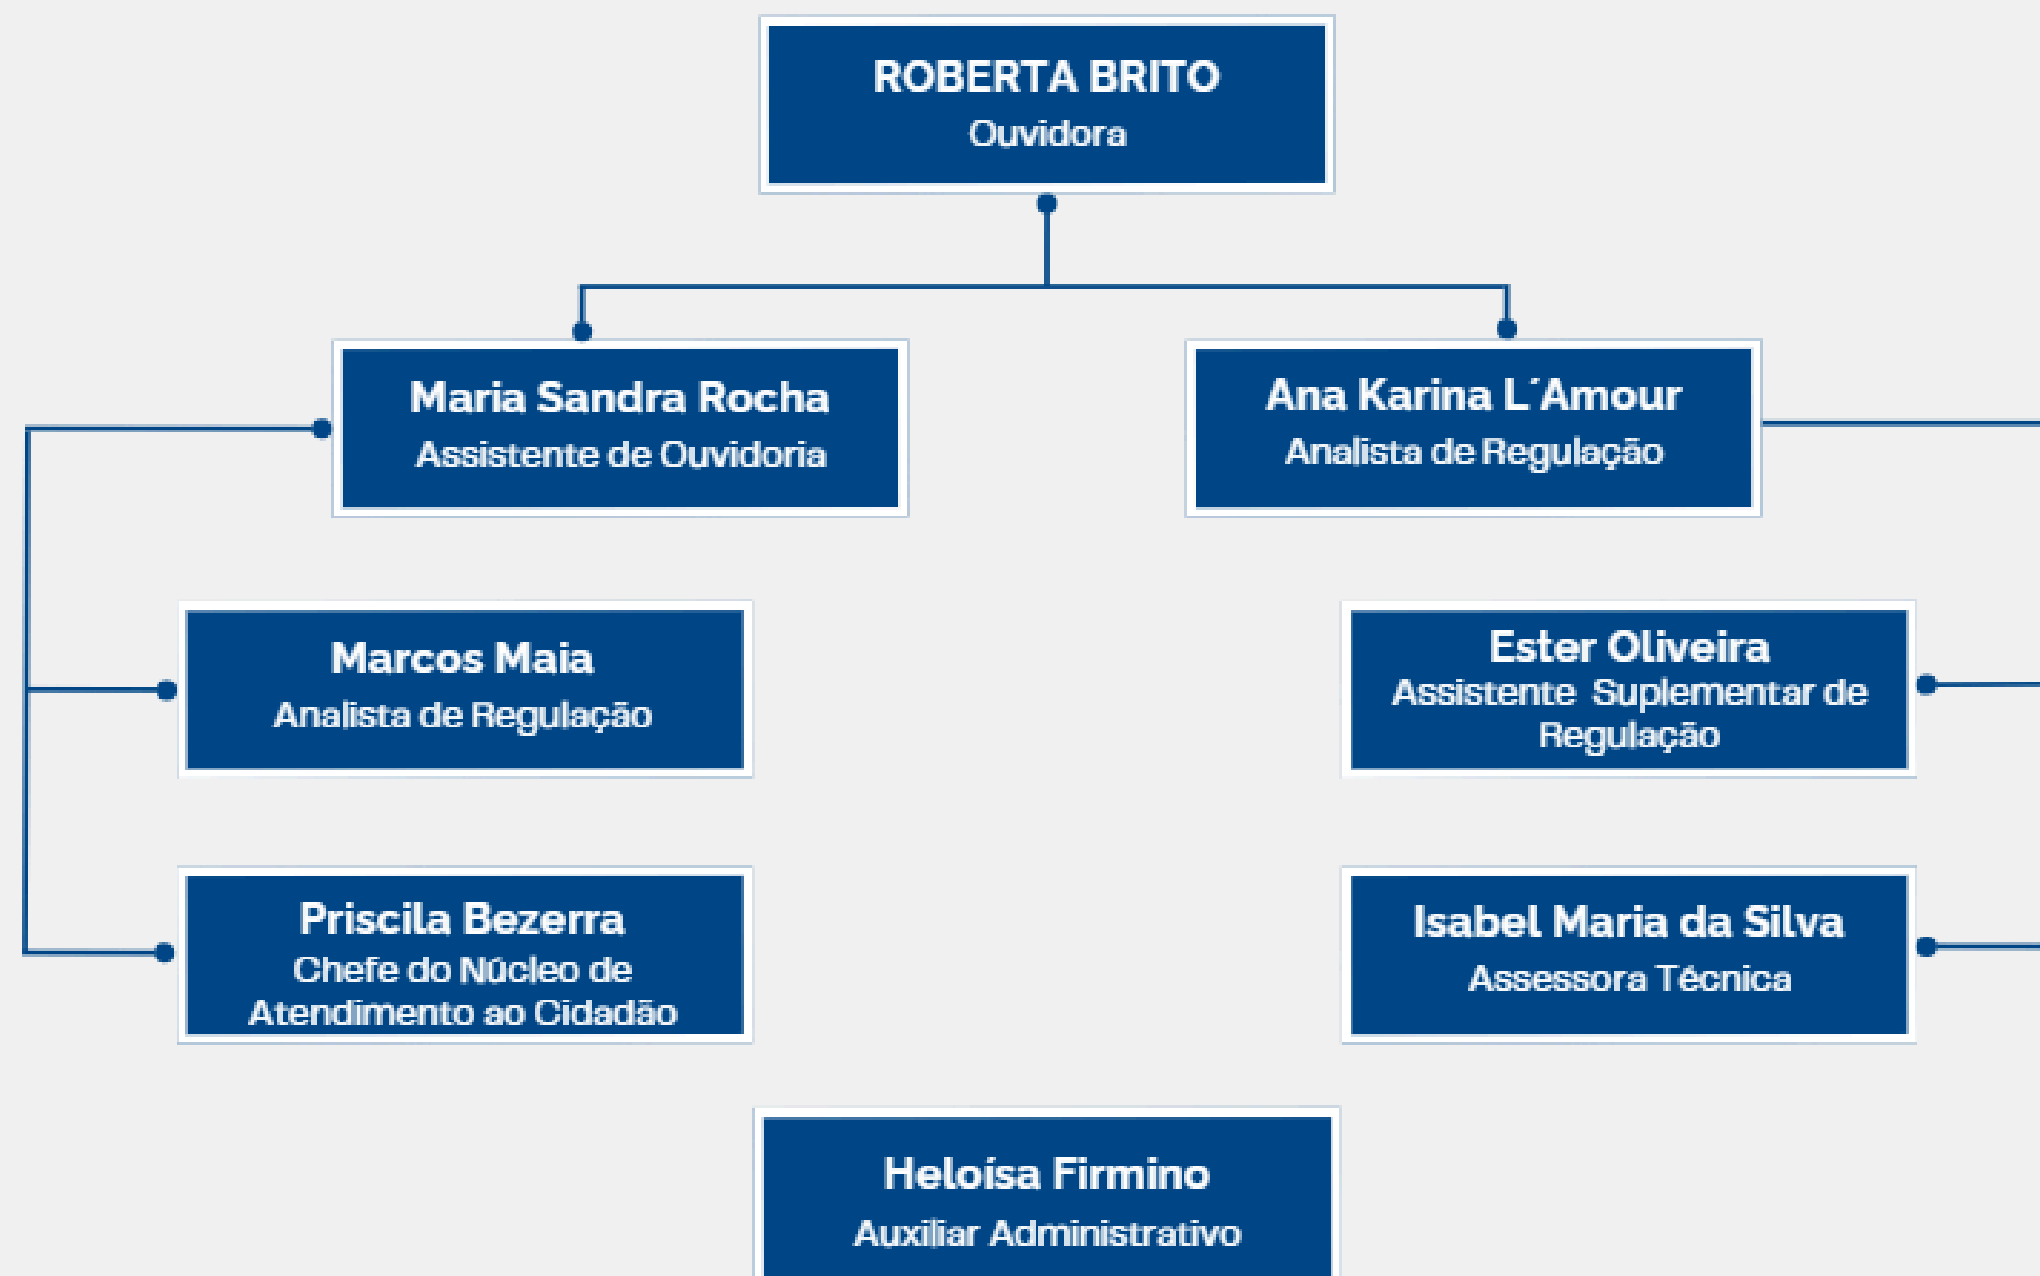 ROBERTA BRITO
Ouvidora
Maria Sandra Rocha
Assistente de Ouvidoria
Ana Karina L´Amour
Analista de Regulação
Marcos Maia
Analista de Regulação
Ester Oliveira
Assistente Suplementar de
Regulação
Priscila Bezerra
Chefe do Núcleo de
Atendimento ao Cidadão
Isabel Maria da Silva
Assessora Técnica
Heloísa Firmino
Auxiliar Administrativo